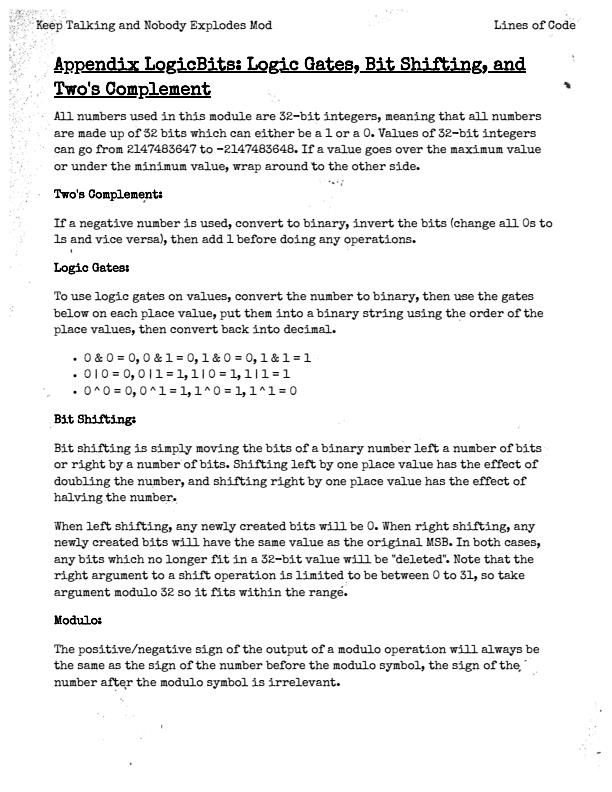 Keep Talking and Nobody Explodes Mod Lines of Code
Appendix LogicBits: Logic Gates, Bit Shifting, and
Two's Complement
All numbers used in this module are 32-bit integers, meaning that all numbers
are made up of 32 bits which can either be a 1 or a 0. Values of 32-bit integers
can go from 2147483647 to -2147483648. If a value goes over the maximum value
or under the minimum value, wrap around to the other side.
Two's Complement:
If a negative number is used, convert to binary, invert the bits (change all 0s to
1s and vice versa), then add 1 before doing any operations.
Logic Gates:
To use logic gates on values, convert the number to binary, then use the gates
below on each place value, put them into a binary string using the order of the
place values, then convert back into decimal.
• 0 & 0 = 0, 0 & 1 = 0, 1 & 0 = 0, 1 & 1 = 1
• 0 | 0 = 0, 0 | 1 = 1, 1 | 0 = 1, 1 | 1 = 1
• 0 ^ 0 = 0, 0 ^ 1 = 1, 1 ^ 0 = 1, 1 ^ 1 = 0
Bit Shifting:
Bit shifting is simply moving the bits of a binary number left a number of bits
or right by a number of bits. Shifting left by one place value has the effect of
doubling the number, and shifting right by one place value has the effect of
halving the number.
When left shifting, any newly created bits will be 0. When right shifting, any
newly created bits will have the same value as the original MSB. In both cases,
any bits which no longer fit in a 32-bit value will be "deleted". Note that the
right argument to a shift operation is limited to be between 0 to 31, so take
argument modulo 32 so it fits within the range.
Modulo:
The positive/negative sign of the output of a modulo operation will always be
the same as the sign of the number before the modulo symbol, the sign of the
number after the modulo symbol is irrelevant.